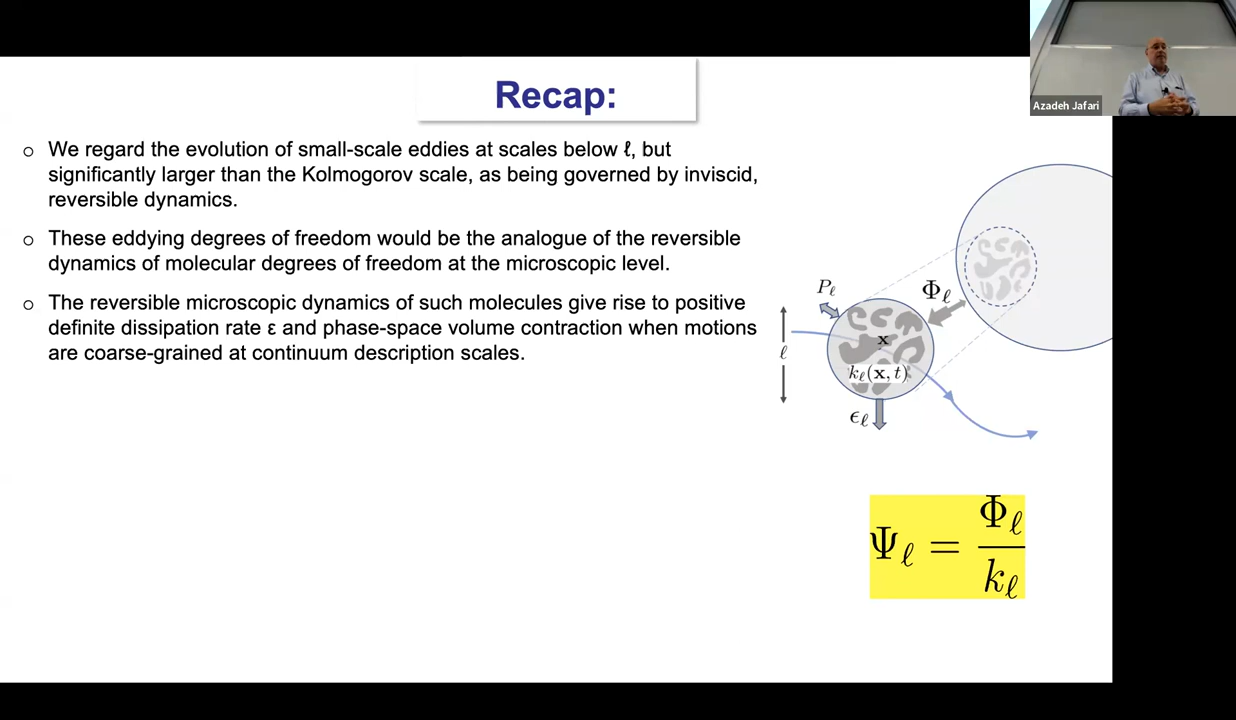 Recap:
Azadeh Jafari
○ We regard the evolution of small-scale eddies at scales below ℓ, but
significantly larger than the Kolmogorov scale, as being governed by inviscid,
reversible dynamics.
○ These eddying degrees of freedom would be the analogue of the reversible
dynamics of molecular degrees of freedom at the microscopic level.
○ The reversible microscopic dynamics of such molecules give rise to positive
definite dissipation rate ε and phase-space volume contraction when motions
are coarse-grained at continuum description scales.
Pℓ
Φℓ
x
ℓ
kℓ(x, t)
ϵℓ
Ψℓ = Φℓ / kℓ